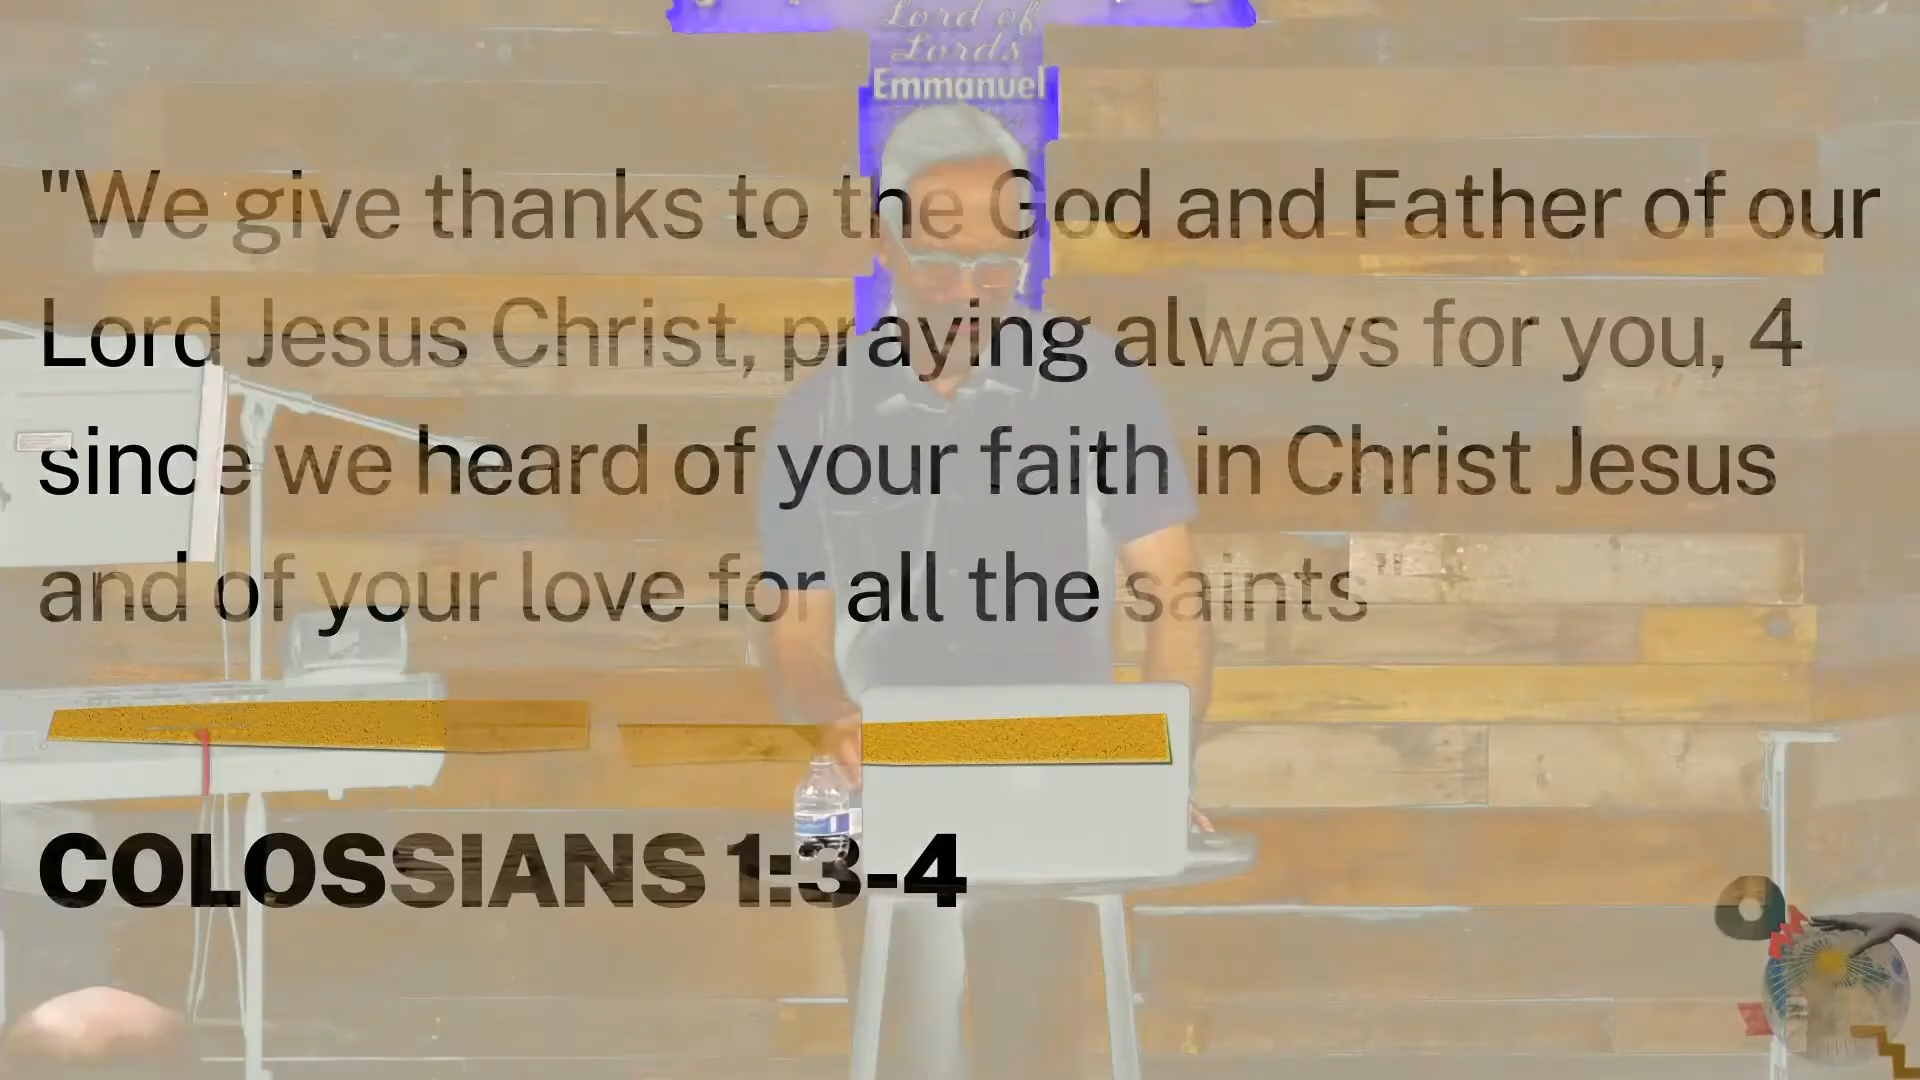 Lord of
Lords
Emmanuel
"We give thanks to the God and Father of our
Lord Jesus Christ, praying always for you, 4
since we heard of your faith in Christ Jesus
and of your love for all the saints"
COLOSSIANS 1:3-4